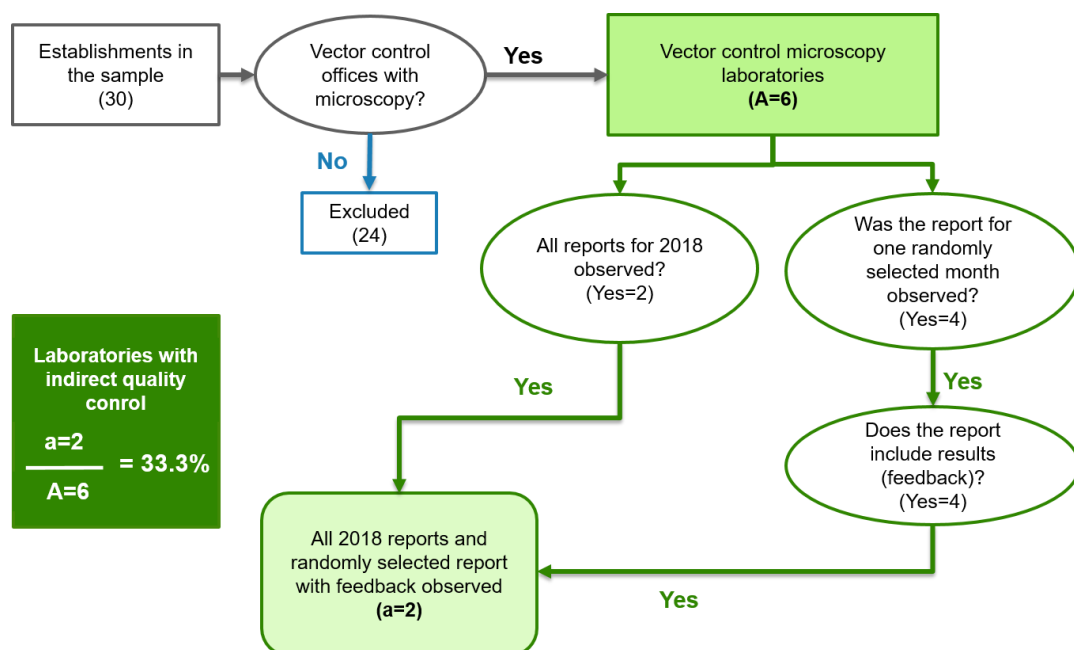 Establishments in
the sample
(30)
Vector control
offices with
microscopy?
Yes
Vector control microscopy
laboratories
(A=6)
No
Excluded
(24)
All reports for 2018
observed?
(Yes=2)
Was the report for
one randomly
selected month
observed?
(Yes=4)
Laboratories with
indirect quality
conrol
a=2
A=6
= 33.3%
Yes
Yes
Does the report
include results
(feedback)?
(Yes=4)
All 2018 reports and
randomly selected report
with feedback observed
(a=2)
Yes